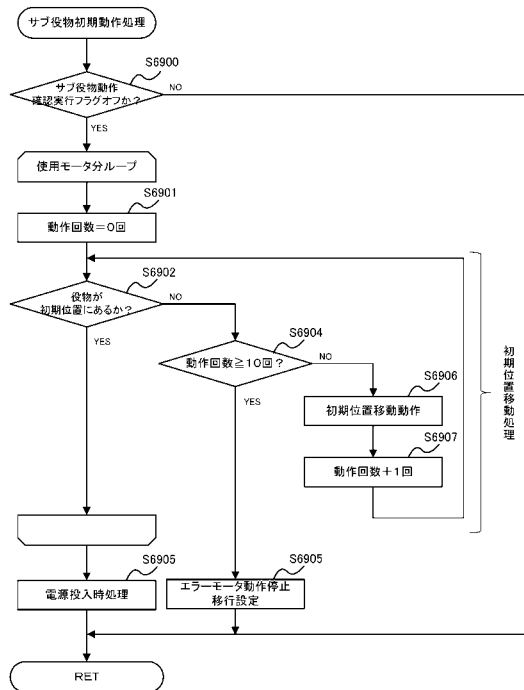 サブ役物初期動作処理
S6900
サブ役物動作
確認実行フラグオフか？
NO
YES
使用モータ分ループ
S6901
動作回数＝0回
S6902
役物が
初期位置にあるか？
NO
YES
S6904
動作回数≧10回？
NO
YES
S6906
初期位置移動動作
S6907
動作回数＋1回
初期位置移動処理
S6905
電源投入時処理
S6905
エラーモータ動作停止
移行設定
RET